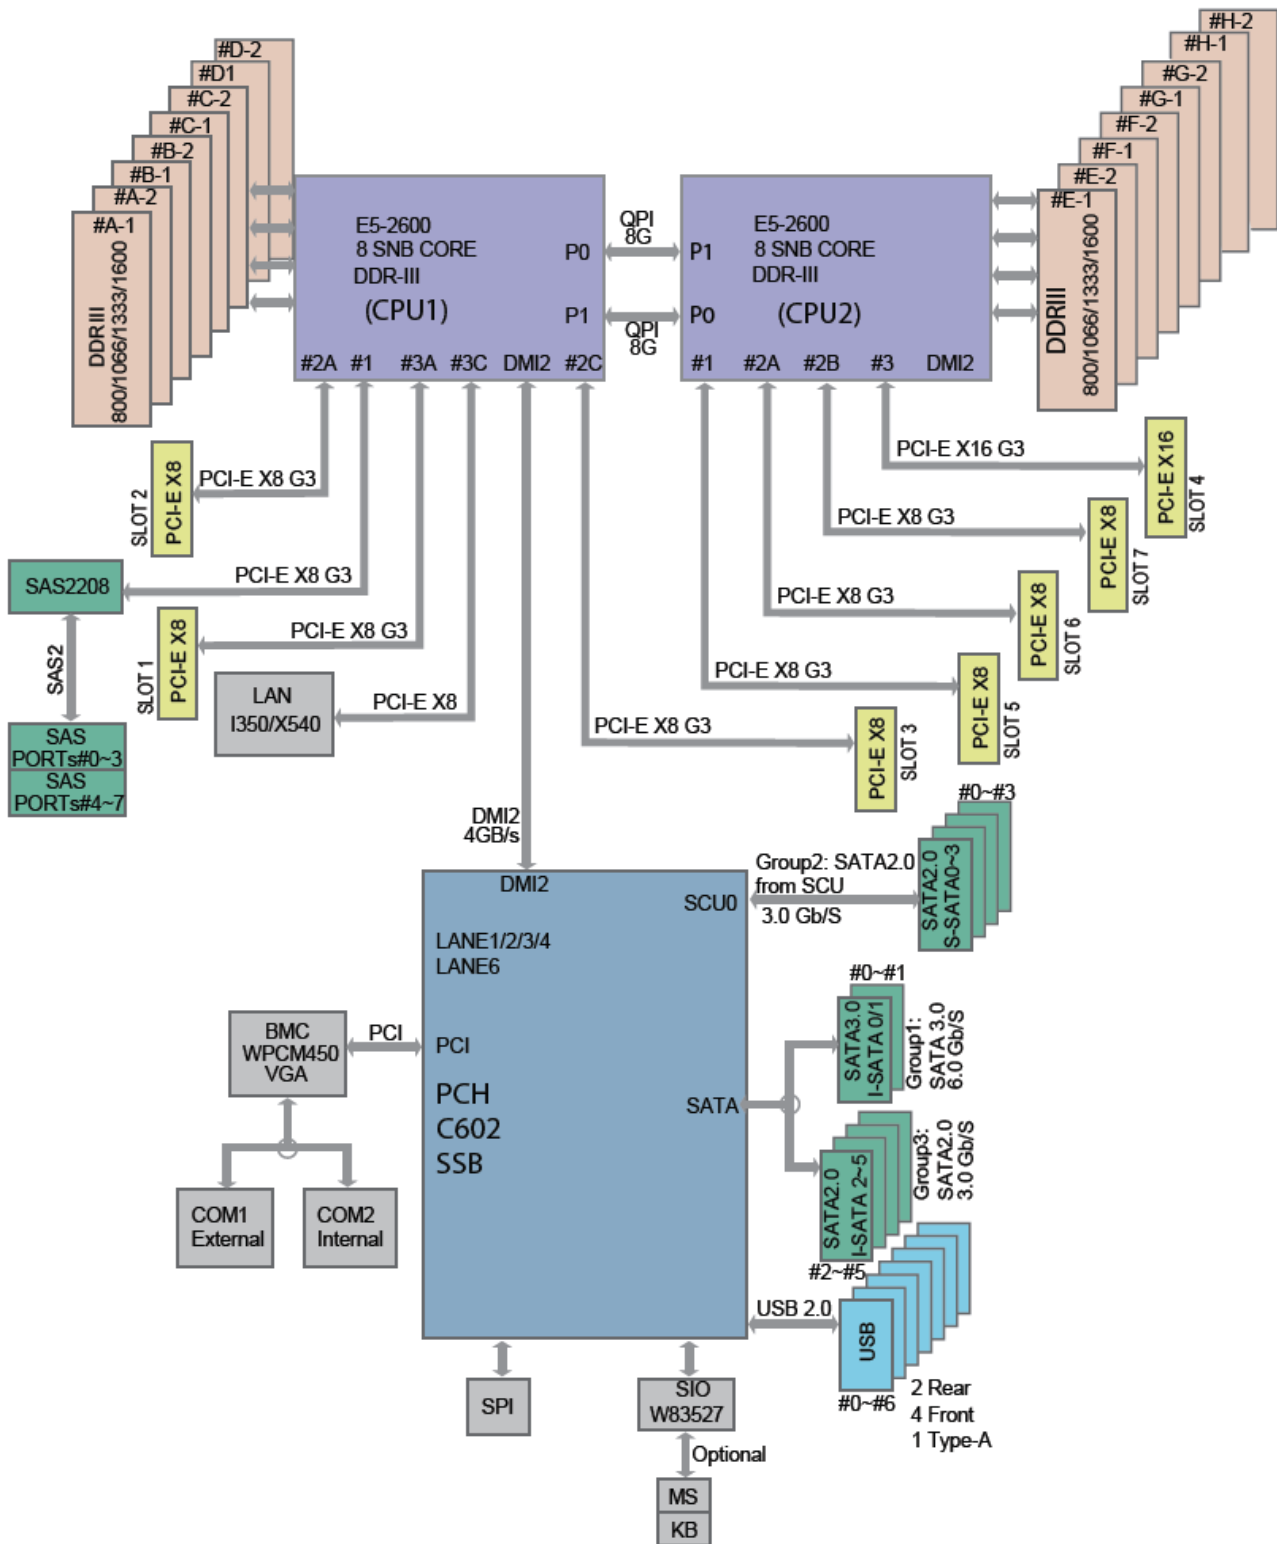 #D-2
#D1
#C-2
#C-1
#B-2
#B-1
#A-2
#A-1
DDRIII
800/1066/1333/1600
#H-2
#H-1
#G-2
#G-1
#F-2
#F-1
#E-2
#E-1
DDRIII
800/1066/1333/1600
E5-2600
8 SNB CORE
DDR-III
(CPU1)
P0
P1
#2A
#1
#3A
#3C
DMI2
#2C
QPI
8G
QPI
8G
E5-2600
8 SNB CORE
DDR-III
(CPU2)
P1
P0
#1
#2A
#2B
#3
DMI2
PCI-E X8 G3
SLOT 2
PCI-E X8
PCI-E X16 G3
PCI-E X16
SLOT 4
PCI-E X8 G3
PCI-E X8
SLOT 7
SAS2208
PCI-E X8 G3
PCI-E X8 G3
PCI-E X8
SLOT 6
SAS2
SLOT 1
PCI-E X8
PCI-E X8 G3
PCI-E X8 G3
PCI-E X8
SLOT 5
LAN
I350/X540
PCI-E X8
PCI-E X8 G3
PCI-E X8
SLOT 3
SAS
PORTs#0~3
SAS
PORTs#4~7
DMI2
4GB/s
DMI2
SCU0
LANE1/2/3/4
LANE6
PCI
PCH
C602
SSB
SATA
Group2: SATA2.0
from SCU
3.0 Gb/S
#0~#3
SATA2.0
S-SATA0~3
#0~#1
SATA3.0
I-SATA 0/1
Group1:
SATA 3.0
6.0 Gb/S
BMC
WPCM450
VGA
PCI
COM1
External
COM2
Internal
SATA2.0
I-SATA 2~5
Group3:
SATA2.0
3.0 Gb/S
#2~#5
USB 2.0
USB
#0~#6
2 Rear
4 Front
1 Type-A
SPI
SIO
W83527
Optional
MS
KB